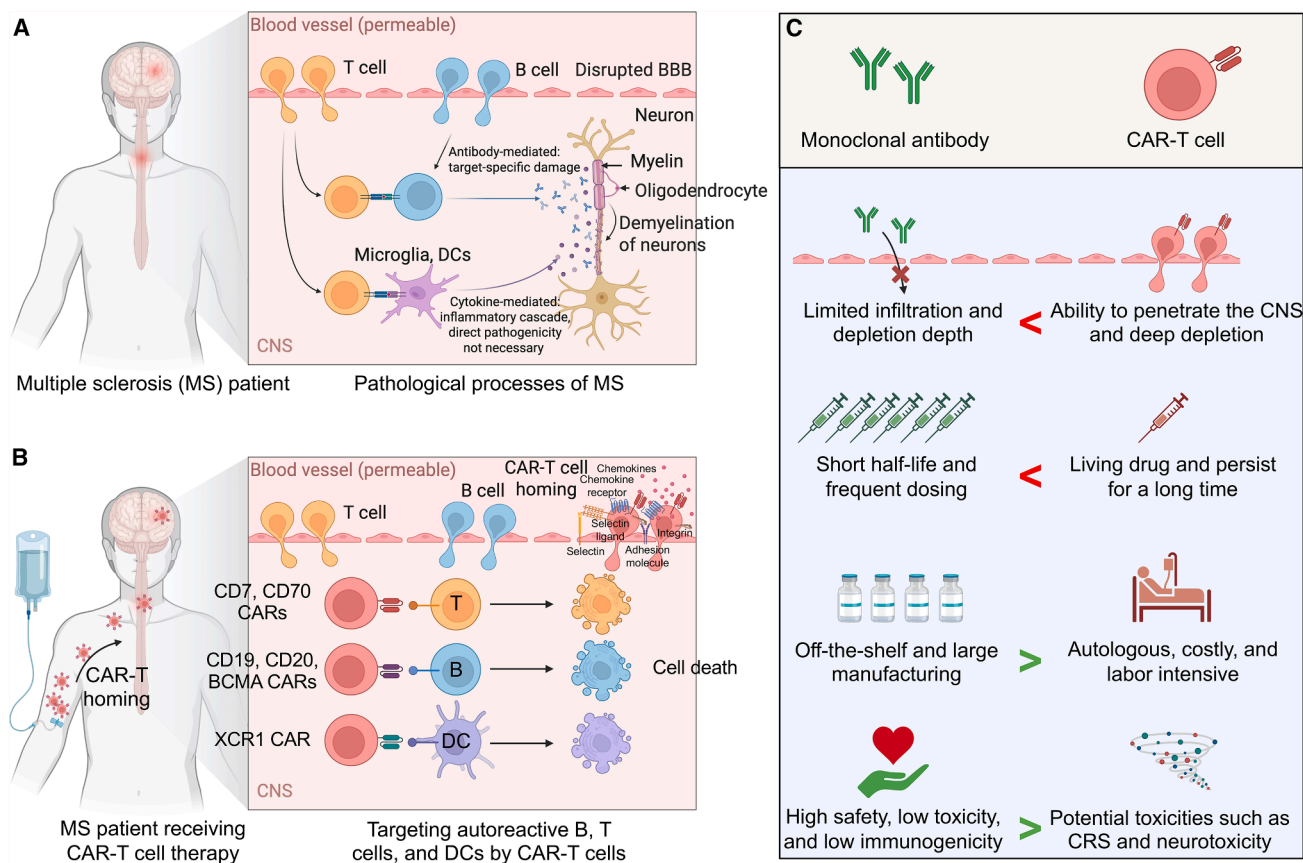 A
Blood vessel (permeable)
T cell
B cell
Disrupted BBB
Neuron
Antibody-mediated:
target-specific damage
Myelin
Oligodendrocyte
Demyelination
of neurons
Microglia, DCs
Cytokine-mediated:
inflammatory cascade,
direct pathogenicity
not necessary
CNS
Multiple sclerosis (MS) patient
Pathological processes of MS
B
Blood vessel (permeable)
T cell
B cell
CAR-T cell
homing
Chemokines
Chemokine
receptor
Selectin
ligand
Integrin
Selectin
Adhesion
molecule
CD7, CD70
CARs
T
CD19, CD20,
BCMA CARs
B
Cell death
XCR1 CAR
DC
CNS
CAR-T
homing
MS patient receiving
CAR-T cell therapy
Targeting autoreactive B, T
cells, and DCs by CAR-T cells
C
Monoclonal antibody
CAR-T cell
Limited infiltration and
depletion depth
<
Ability to penetrate the CNS
and deep depletion
Short half-life and
frequent dosing
<
Living drug and persist
for a long time
Off-the-shelf and large
manufacturing
>
Autologous, costly, and
labor intensive
High safety, low toxicity,
and low immunogenicity
>
Potential toxicities such as
CRS and neurotoxicity